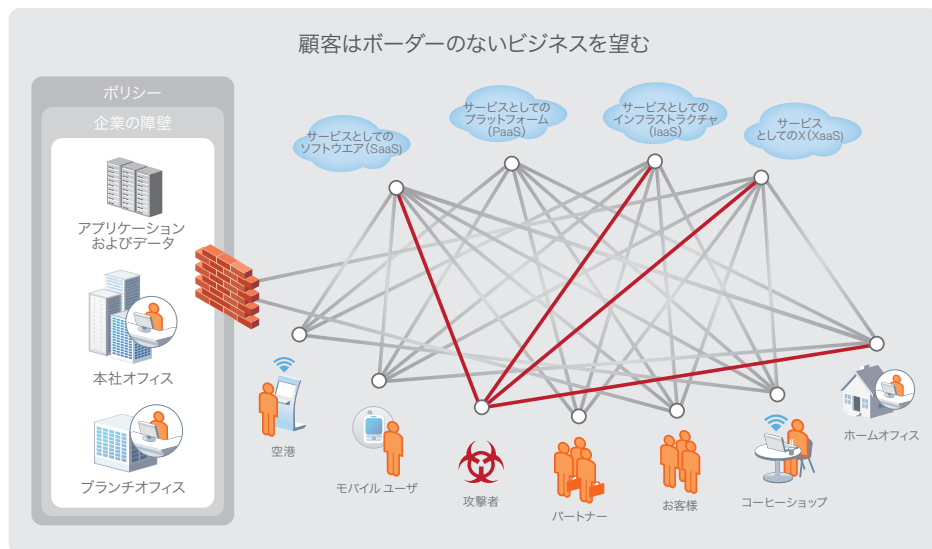 顧客はボーダーのないビジネスを望む
ポリシー
企業の障壁
アプリケーション
およびデータ
本社オフィス
ブランチオフィス
サービスとしての
ソフトウエア(SaaS)
サービスとしての
プラットフォーム
(PaaS)
サービスとしての
インフラストラクチャ
(IaaS)
サービス
としてのX(XaaS)
空港
モバイル ユーザ
攻撃者
パートナー
お客様
コーヒーショップ
ホームオフィス